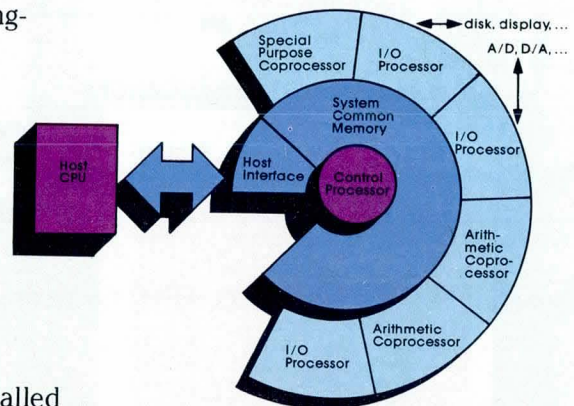 ng-
Special
Purpose
Coprocessor
I/O
Processor
disk, display, ...
A/D, D/A, ...
I/O
Processor
System
Common
Memory
Host
CPU
Host
Interface
Control
Processor
Arith-
metic
Copro-
cessor
Arithmetic
Coprocessor
I/O
Processor
alled